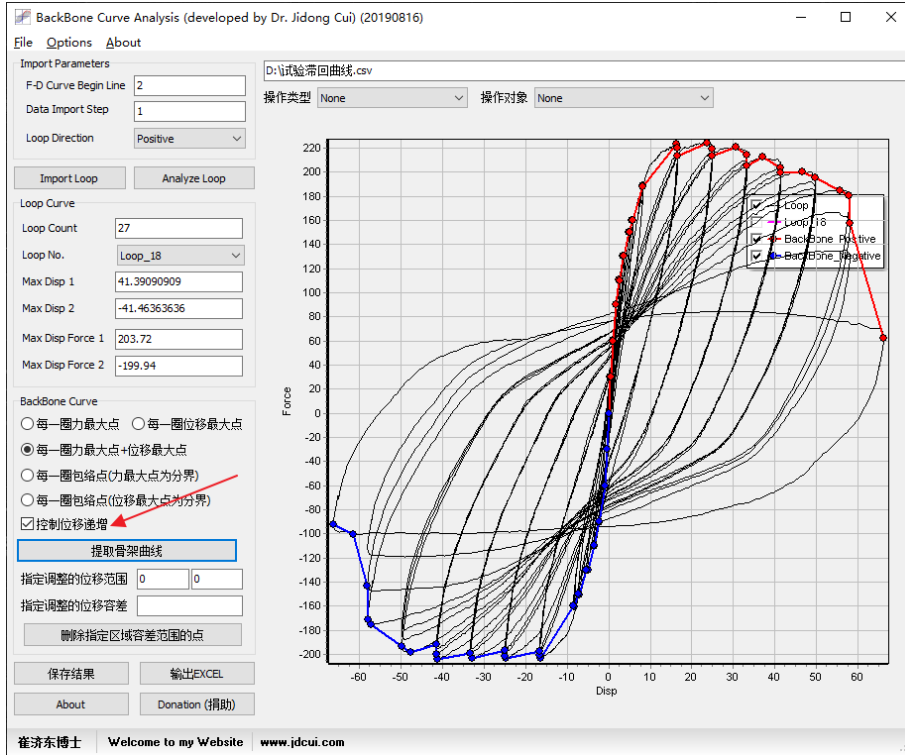 BackBone Curve Analysis (developed by Dr. Jidong Cui) (20190816)
File Options About
Import Parameters
F-D Curve Begin Line 2
Data Import Step 1
Loop Direction Positive
Import Loop Analyze Loop
Loop Curve
Loop Count 27
Loop No. Loop_18
Max Disp 1 41.39090909
Max Disp 2 -41.46363636
Max Disp Force 1 203.72
Max Disp Force 2 -199.94
BackBone Curve
每一圈力最大点 每一圈位移最大点
每一圈力最大点+位移最大点
每一圈包络点(力最大点为分界)
每一圈包络点(位移最大点为分界)
控制位移递增
提取骨架曲线
指定调整的位移范围 0 0
指定调整的位移容差
删除指定区域容差范围的点
保存结果 输出EXCEL
About Donation (捐助)
D:\试验滞回曲线.csv
操作类型 None 操作对象 None
220
200
180
160
140
120
100
80
60
40
20
0
-20
-40
-60
-80
-100
-120
-140
-160
-180
-200
Force
-60 -50 -40 -30 -20 -10 0 10 20 30 40 50 60
Disp
Loop
Loop_18
BackBone_Postive
BackBone_Negative
崔济东博士 Welcome to my Website www.jdcui.com